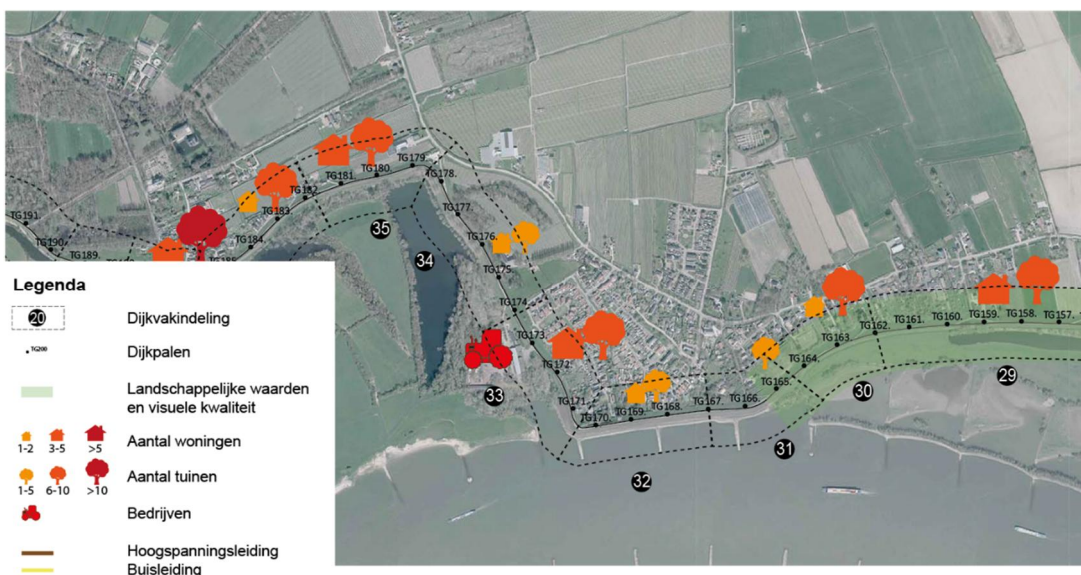 TG191.
TG190.
TG189.
TG184.
TG183.
TG182.
TG181.
TG180.
TG179.
TG178.
TG177.
TG176.
TG175.
TG174.
TG173.
TG172.
TG171.
TG170.
TG169.
TG168.
TG167.
TG166.
TG165.
TG164.
TG163.
TG162.
TG161.
TG160.
TG159.
TG158.
TG157.
35
34
33
32
31
30
29
Legenda
20 Dijkvakindeling
TG200 Dijkpalen
Landschappelijke waarden
en visuele kwaliteit
Aantal woningen
1-2 3-5 >5
Aantal tuinen
1-5 6-10 >10
Bedrijven
Hoogspanningsleiding
Buisleiding